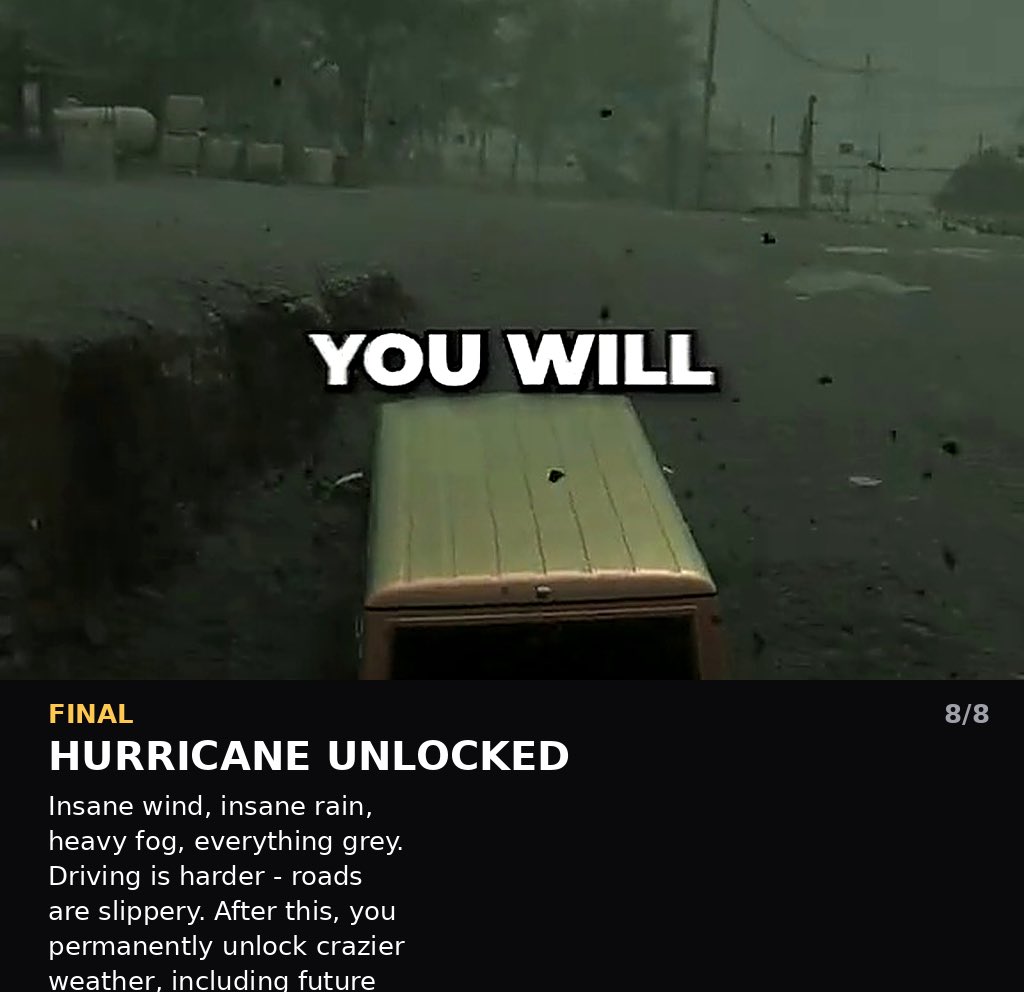 YOU WILL
FINAL
8/8
HURRICANE UNLOCKED
Insane wind, insane rain,
heavy fog, everything grey.
Driving is harder - roads
are slippery. After this, you
permanently unlock crazier
weather, including future